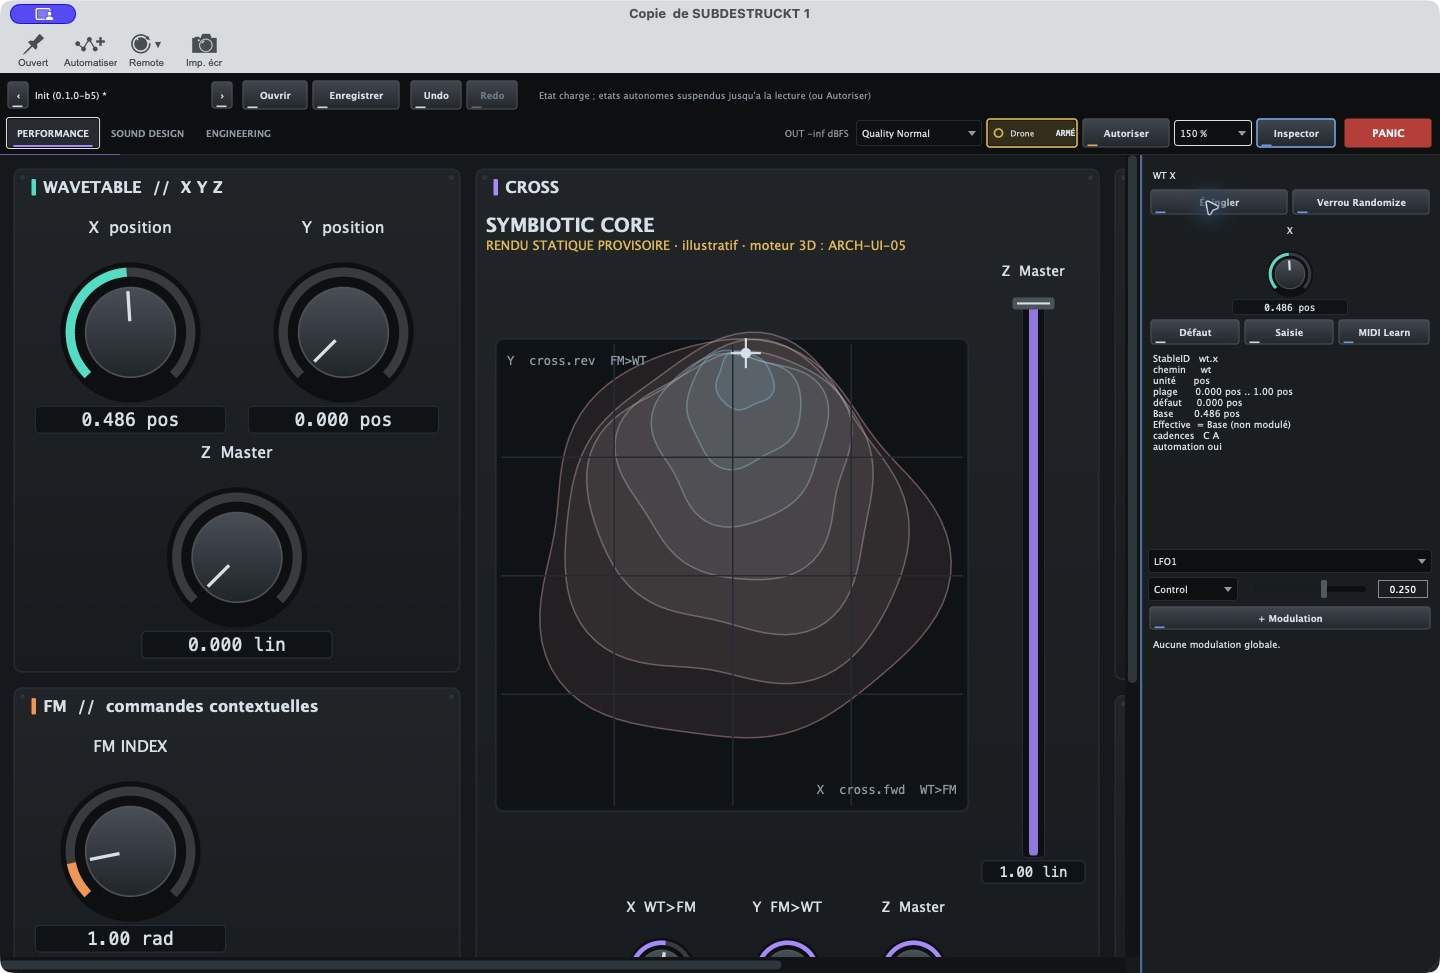 Copie de SUBDESTRUCKT 1
Ouvert
Automatiser
Remote
Imp. écr
Init (0.1.0-b5) *
Ouvrir
Enregistrer
Undo
Redo
Etat charge ; etats autonomes suspendus jusqu'a la lecture (ou Autoriser)
PERFORMANCE
SOUND DESIGN
ENGINEERING
OUT -inf dBFS
Quality Normal
Drone ARMÉ
Autoriser
150 %
Inspector
PANIC
WAVETABLE // X Y Z
X position
Y position
0.486 pos
0.000 pos
Z Master
0.000 lin
FM // commandes contextuelles
FM INDEX
1.00 rad
CROSS
SYMBIOTIC CORE
RENDU STATIQUE PROVISOIRE · illustratif · moteur 3D : ARCH-UI-05
Z Master
Y cross.rev FM>WT
X cross.fwd WT>FM
1.00 lin
X WT>FM
Y FM>WT
Z Master
WT X
Verrou Randomize
X
0.486 pos
Défaut
Saisie
MIDI Learn
StableID wt.x
chemin wt
unité pos
plage 0.000 pos .. 1.00 pos
défaut 0.000 pos
Base 0.486 pos
Effective = Base (non modulé)
cadences C A
automation oui
LFO1
Control
0.250
+ Modulation
Aucune modulation globale.